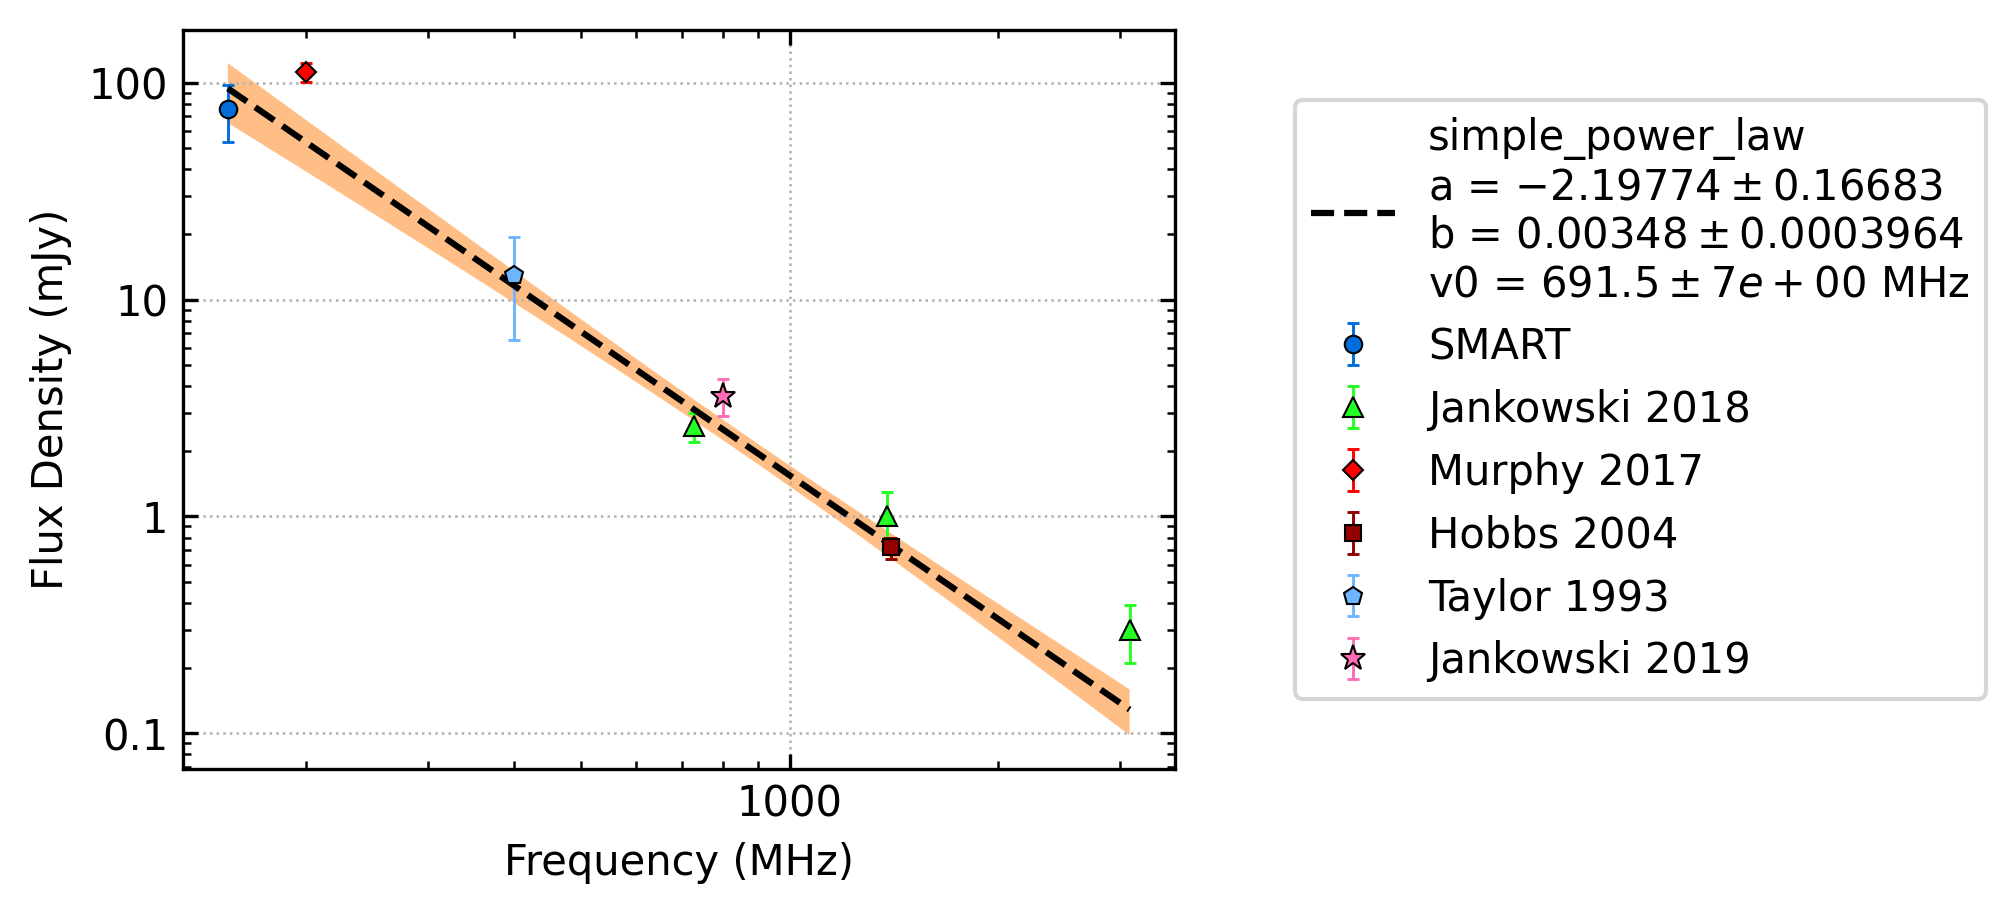 100
10
1
0.1
Flux Density (mJy)
1000
Frequency (MHz)
simple_power_law
a = −2.19774 ± 0.16683
b = 0.00348 ± 0.0003964
v0 = 691.5 ± 7e + 00 MHz
SMART
Jankowski 2018
Murphy 2017
Hobbs 2004
Taylor 1993
Jankowski 2019